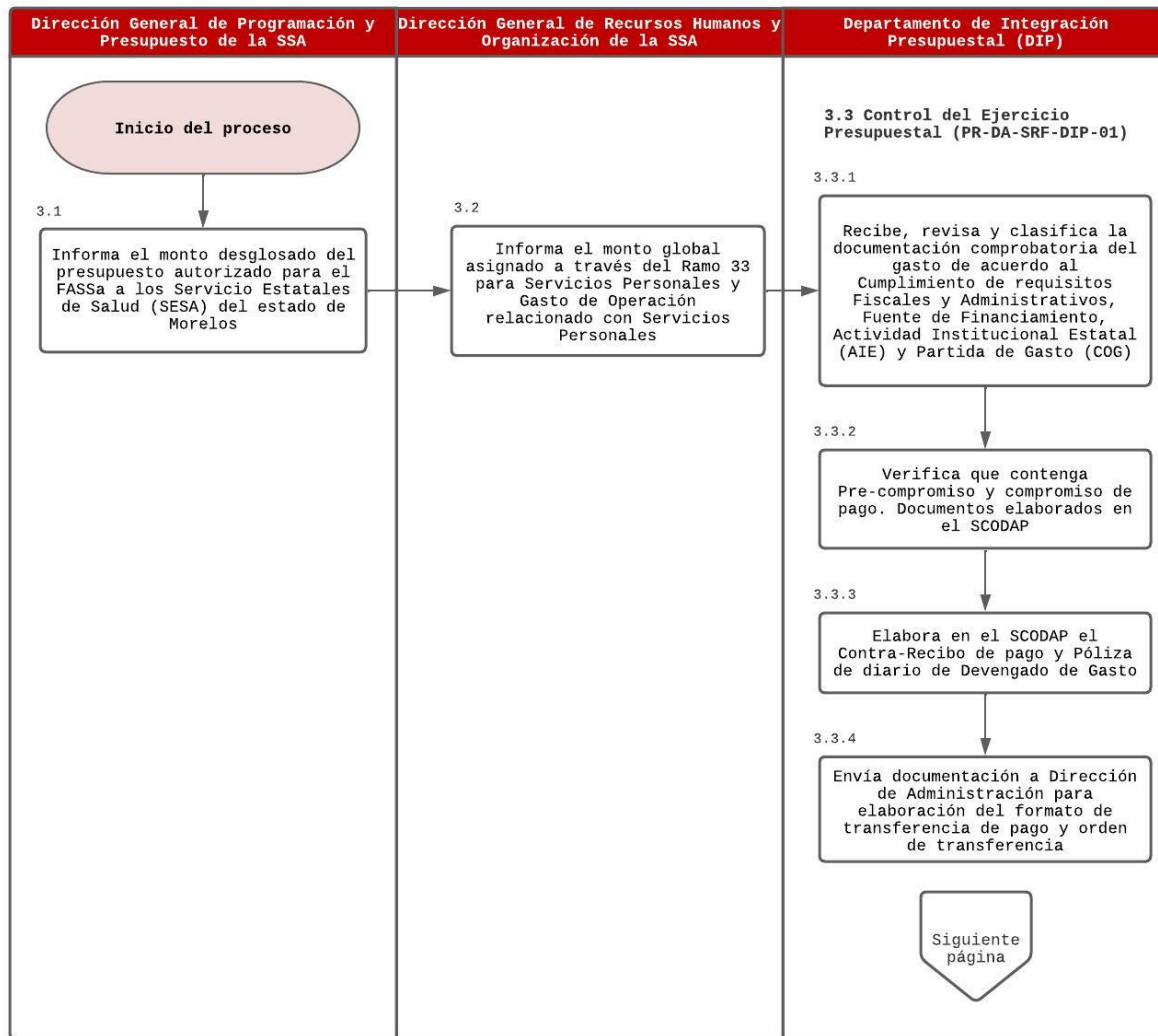 Dirección General de Programación y
Presupuesto de la SSA
Dirección General de Recursos Humanos y
Organización de la SSA
Departamento de Integración
Presupuestal (DIP)
Inicio del proceso
3.1
Informa el monto desglosado del
presupuesto autorizado para el
FASSa a los Servicio Estatales
de Salud (SESA) del estado de
Morelos
3.2
Informa el monto global
asignado a través del Ramo 33
para Servicios Personales y
Gasto de Operación
relacionado con Servicios
Personales
3.3 Control del Ejercicio
Presupuestal (PR-DA-SRF-DIP-01)
3.3.1
Recibe, revisa y clasifica la
documentación comprobatoria del
gasto de acuerdo al
Cumplimiento de requisitos
Fiscales y Administrativos,
Fuente de Financiamiento,
Actividad Institucional Estatal
(AIE) y Partida de Gasto (COG)
3.3.2
Verifica que contenga
Pre-compromiso y compromiso de
pago. Documentos elaborados en
el SCODAP
3.3.3
Elabora en el SCODAP el
Contra-Recibo de pago y Póliza
de diario de Devengado de Gasto
3.3.4
Envía documentación a Dirección
de Administración para
elaboración del formato de
transferencia de pago y orden
de transferencia
Siguiente
página